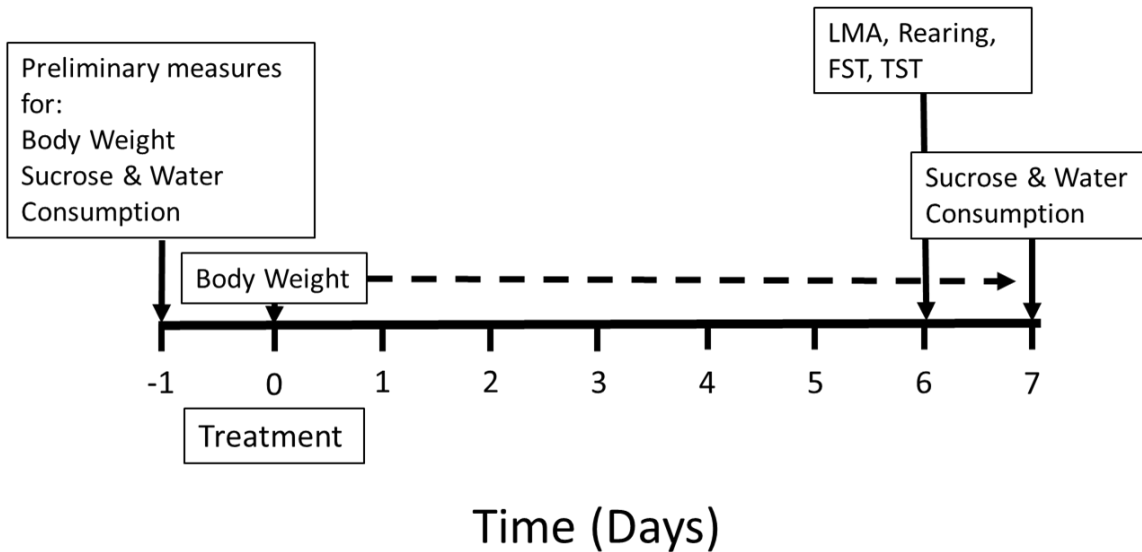 Preliminary measures
for:
Body Weight
Sucrose & Water
Consumption
LMA, Rearing,
FST, TST
Sucrose & Water
Consumption
Body Weight
-1 0 1 2 3 4 5 6 7
Treatment
Time (Days)